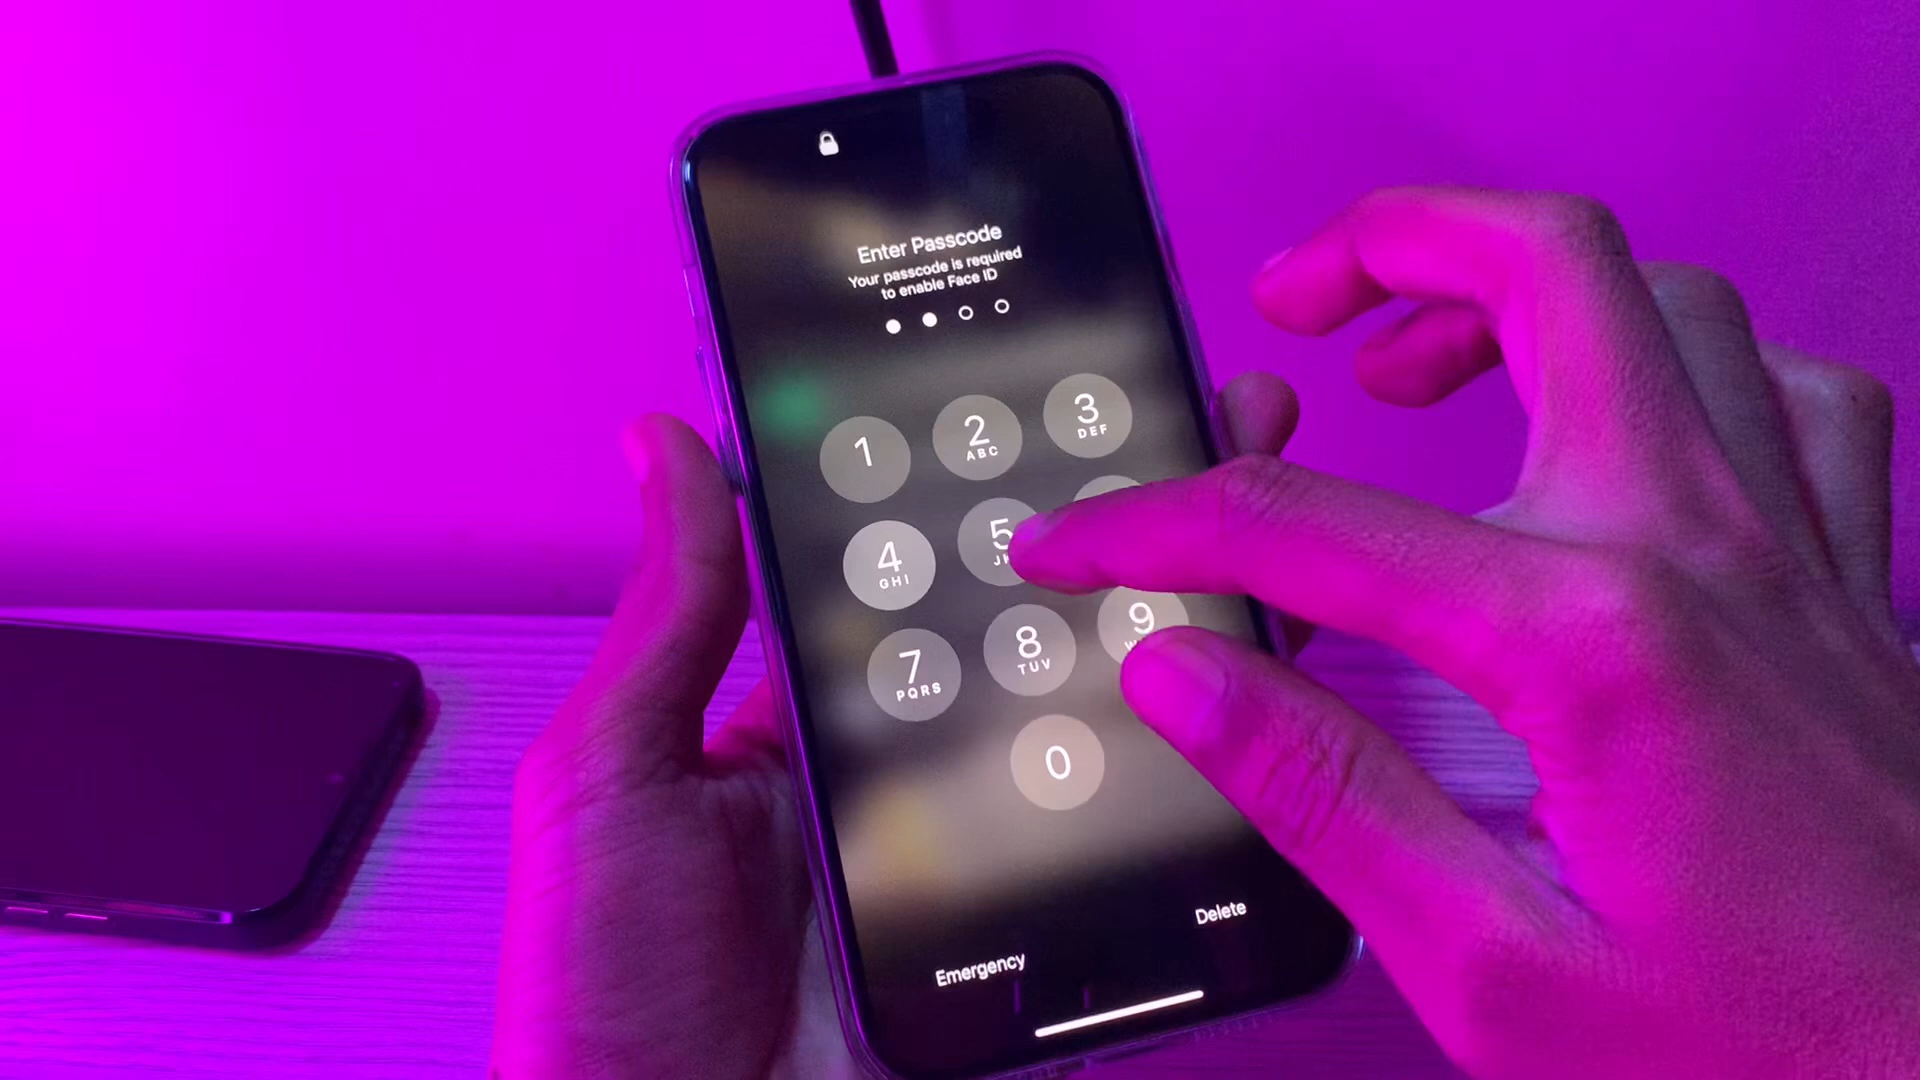 Enter Passcode
Your passcode is required
to enable Face ID
1
2
ABC
3
DEF
4
GHI
5
7
PQRS
8
TUV
9
0
Delete
Emergency